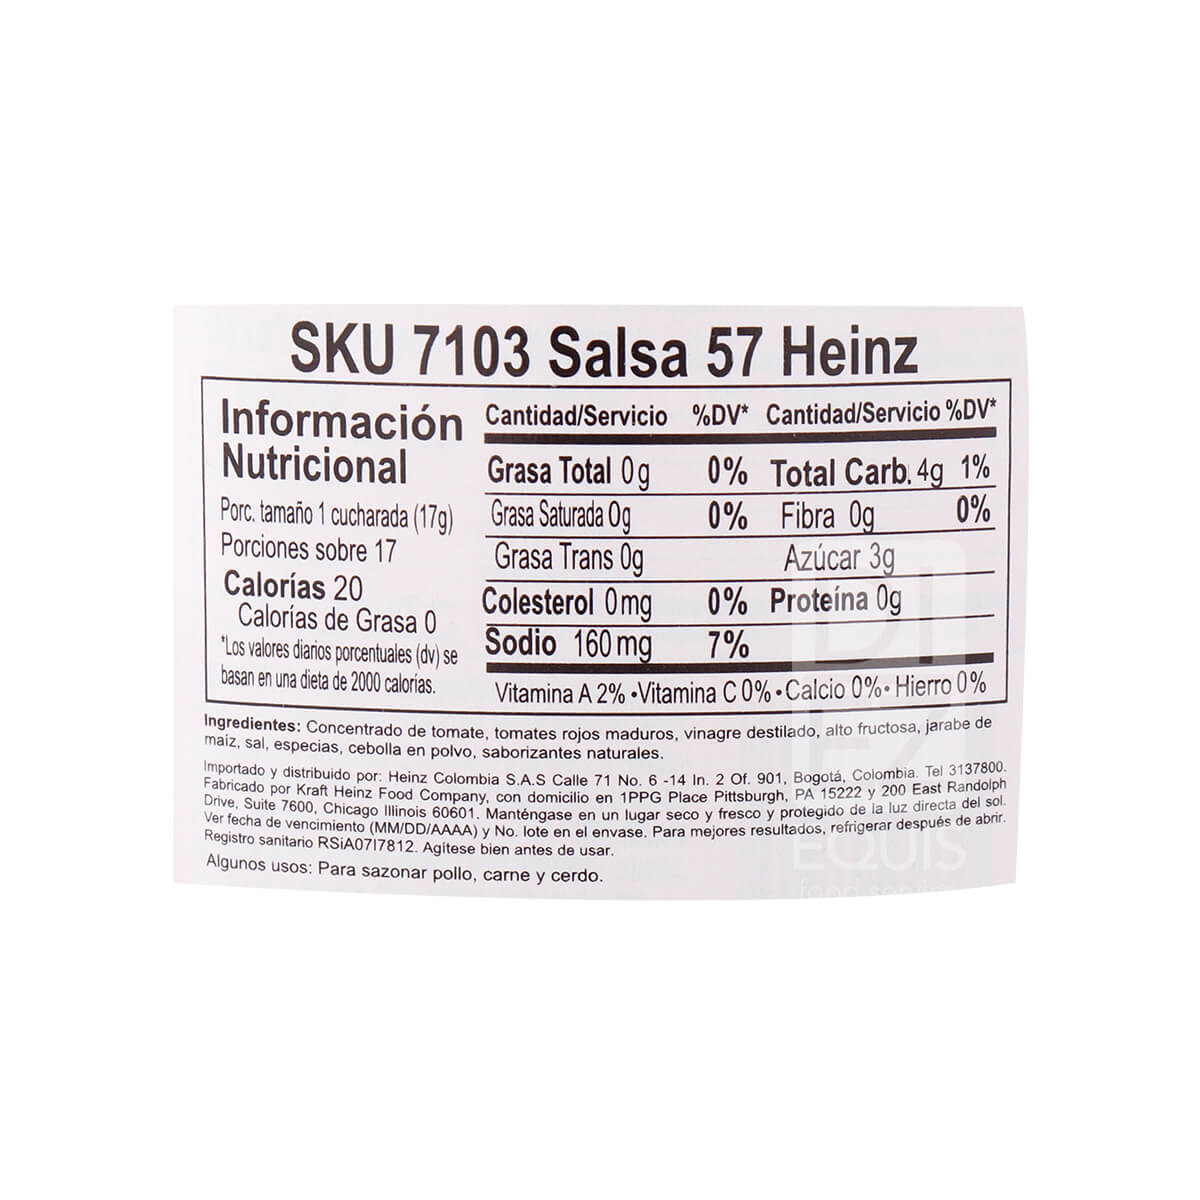 SKU 7103 Salsa 57 Heinz
Información
Nutricional
Porc. tamaño 1 cucharada (17g)
Porciones sobre 17
Calorías 20
Calorías de Grasa 0
*Los valores diarios porcentuales (dv) se
basan en una dieta de 2000 calorías.
Cantidad/Servicio %DV* Cantidad/Servicio %DV*
Grasa Total 0g 0% Total Carb. 4g 1%
Grasa Saturada 0g 0% Fibra 0g 0%
Grasa Trans 0g Azúcar 3g
Colesterol 0mg 0% Proteína 0g
Sodio 160mg 7%
Vitamina A 2% • Vitamina C 0% • Calcio 0% • Hierro 0%
Ingredientes: Concentrado de tomate, tomates rojos maduros, vinagre destilado, alto fructosa, jarabe de
maíz, sal, especias, cebolla en polvo, saborizantes naturales.
Importado y distribuido por: Heinz Colombia S.A.S Calle 71 No. 6 -14 In. 2 Of. 901, Bogotá, Colombia. Tel 3137800.
Fabricado por Kraft Heinz Food Company, con domicilio en 1PPG Place Pittsburgh, PA 15222 y 200 East Randolph
Drive, Suite 7600, Chicago Illinois 60601. Manténgase en un lugar seco y fresco y protegido de la luz directa del sol.
Ver fecha de vencimiento (MM/DD/AAAA) y No. lote en el envase. Para mejores resultados, refrigerar después de abrir.
Registro sanitario RSiA07I7812. Agitese bien antes de usar.
Algunos usos: Para sazonar pollo, carne y cerdo.
EQUIS